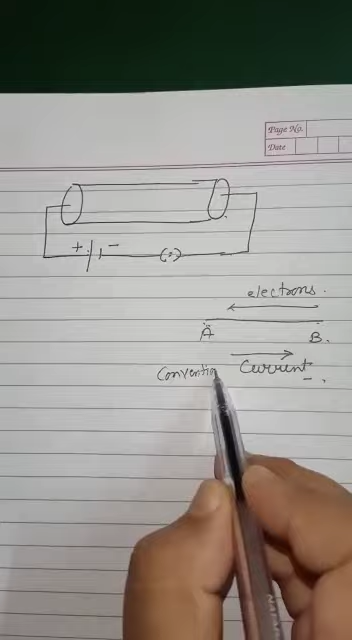 Page No.
Date
+ -
electrons.
A B.
Conventio Current